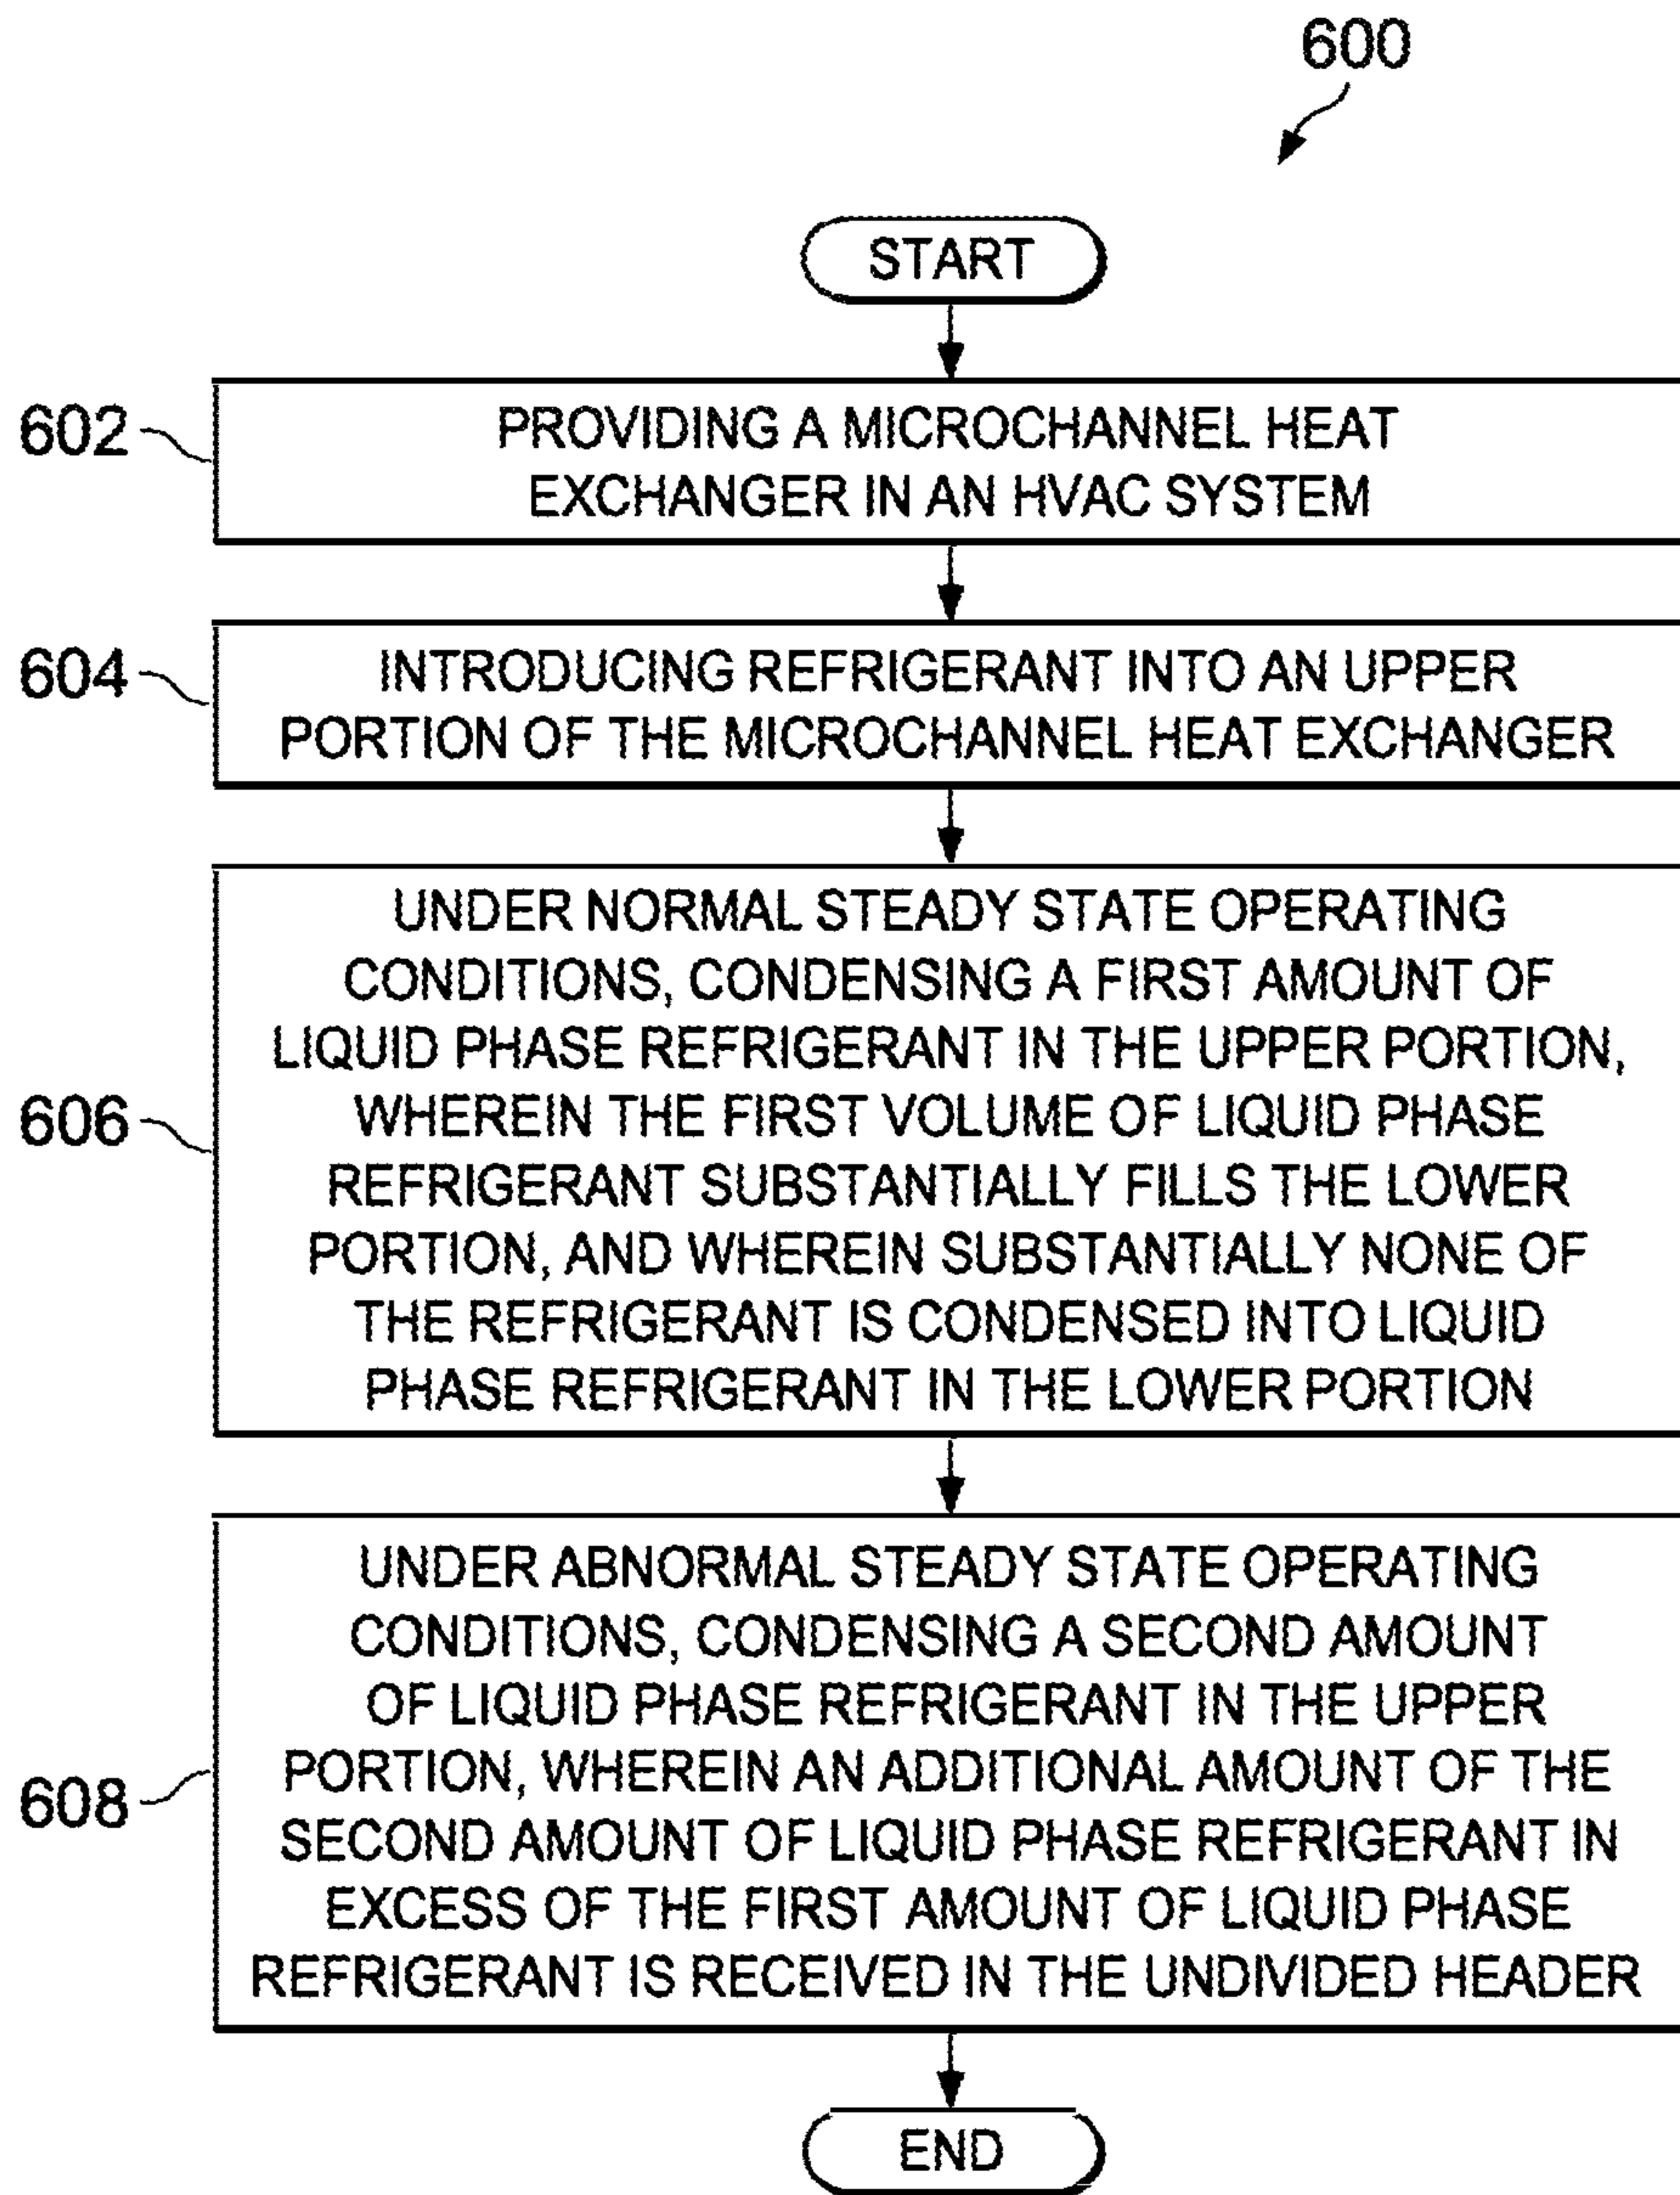 600
START
602
PROVIDING A MICROCHANNEL HEAT
EXCHANGER IN AN HVAC SYSTEM
604
INTRODUCING REFRIGERANT INTO AN UPPER
PORTION OF THE MICROCHANNEL HEAT EXCHANGER
606
UNDER NORMAL STEADY STATE OPERATING
CONDITIONS, CONDENSING A FIRST AMOUNT OF
LIQUID PHASE REFRIGERANT IN THE UPPER PORTION,
WHEREIN THE FIRST VOLUME OF LIQUID PHASE
REFRIGERANT SUBSTANTIALLY FILLS THE LOWER
PORTION, AND WHEREIN SUBSTANTIALLY NONE OF
THE REFRIGERANT IS CONDENSED INTO LIQUID
PHASE REFRIGERANT IN THE LOWER PORTION
608
UNDER ABNORMAL STEADY STATE OPERATING
CONDITIONS, CONDENSING A SECOND AMOUNT
OF LIQUID PHASE REFRIGERANT IN THE UPPER
PORTION, WHEREIN AN ADDITIONAL AMOUNT OF THE
SECOND AMOUNT OF LIQUID PHASE REFRIGERANT IN
EXCESS OF THE FIRST AMOUNT OF LIQUID PHASE
REFRIGERANT IS RECEIVED IN THE UNDIVIDED HEADER
END